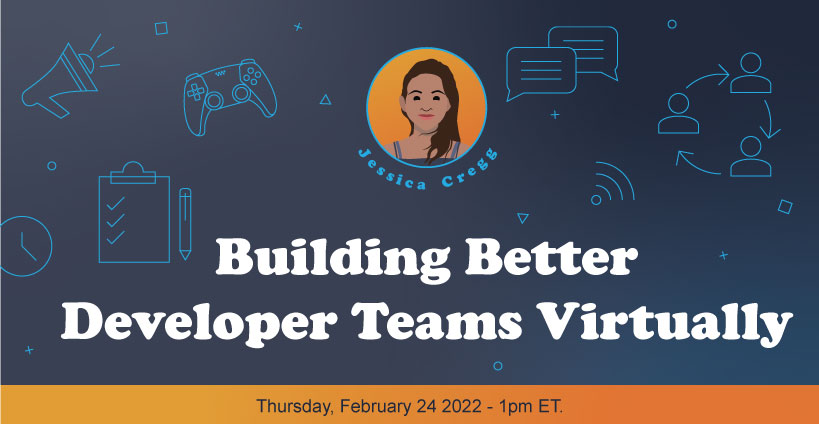 Jessica Cregg
Building Better
Developer Teams Virtually
Thursday, February 24 2022 - 1pm ET.